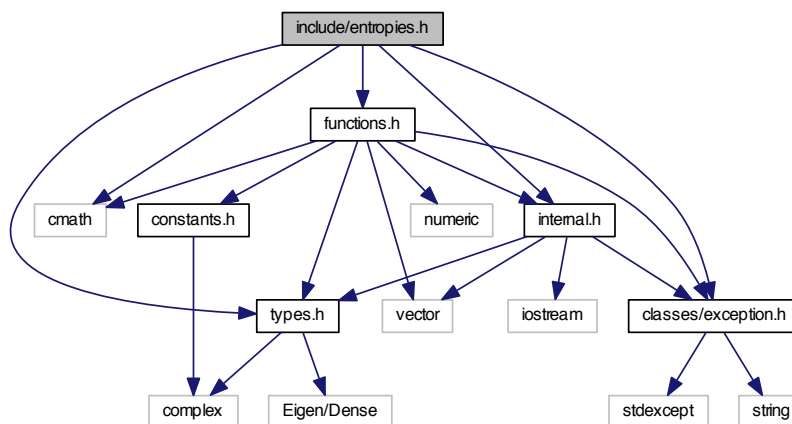 include/entropies.h
functions.h
cmath
constants.h
numeric
internal.h
types.h
vector
iostream
classes/exception.h
complex
Eigen/Dense
stdexcept
string